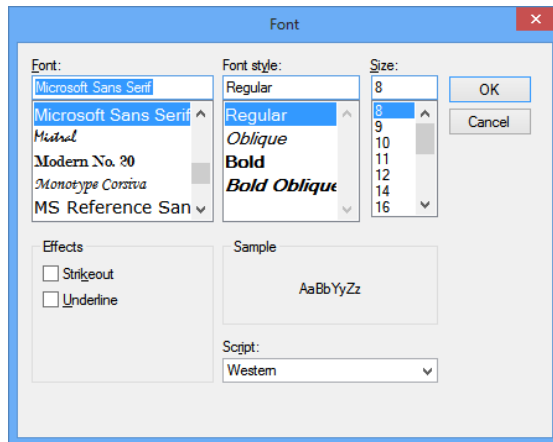 Font
Font:
Microsoft Sans Serif
Microsoft Sans Serif
Mistral
Modern No. 20
Monotype Corsiva
MS Reference San
Font style:
Regular
Regular
Oblique
Bold
Bold Oblique
Size:
8
8
9
10
11
12
14
16
OK
Cancel
Effects
Strikeout
Underline
Sample
AaBbYyZz
Script:
Western